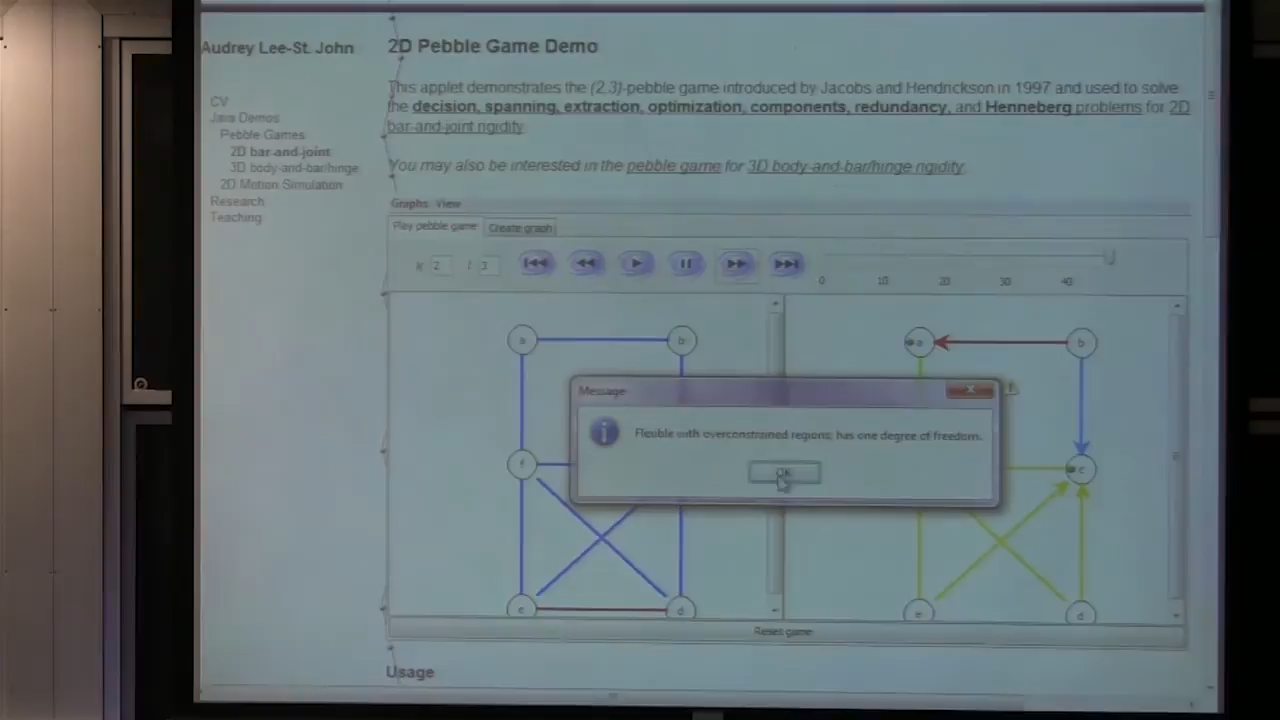 Audrey Lee-St. John
CV
Java Demos
Pebble Games
2D bar-and-joint
3D body-and-bar/hinge
2D Motion Simulation
Research
Teaching
2D Pebble Game Demo
This applet demonstrates the (2,3)-pebble game introduced by Jacobs and Hendrickson in 1997 and used to solve
the decision, spanning, extraction, optimization, components, redundancy, and Henneberg problems for 2D
bar-and-joint rigidity.
You may also be interested in the pebble game for 3D body-and-bar/hinge rigidity
Graphs View
Play pebble game Create graph
k 2 l 3
0 10 20 30 40
a b a b
Message
Flexible with overconstrained regions; has one degree of freedom.
OK
f c
e d e d
Reset game
Usage